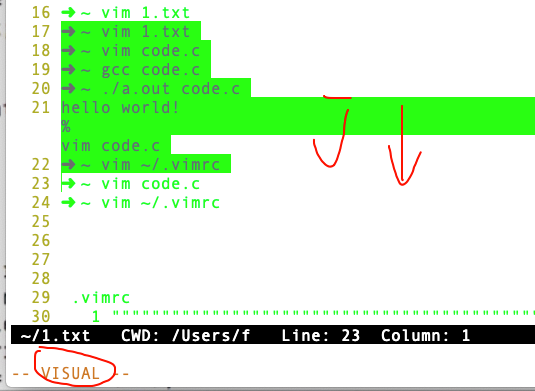 16 ➜ ~ vim 1.txt
17 ➜ ~ vim 1.txt
18 ➜ ~ vim code.c
19 ➜ ~ gcc code.c
20 ➜ ~ ./a.out code.c
21 hello world!
%
vim code.c
22 ➜ ~ vim ~/.vimrc
23 ➜ ~ vim code.c
24 ➜ ~ vim ~/.vimrc
25
26
27
28
29 .vimrc
30 1 """"""""""""""""""""""""""""""""""""""""""""""""
~/1.txt CWD: /Users/f Line: 23 Column: 1
-- VISUAL --